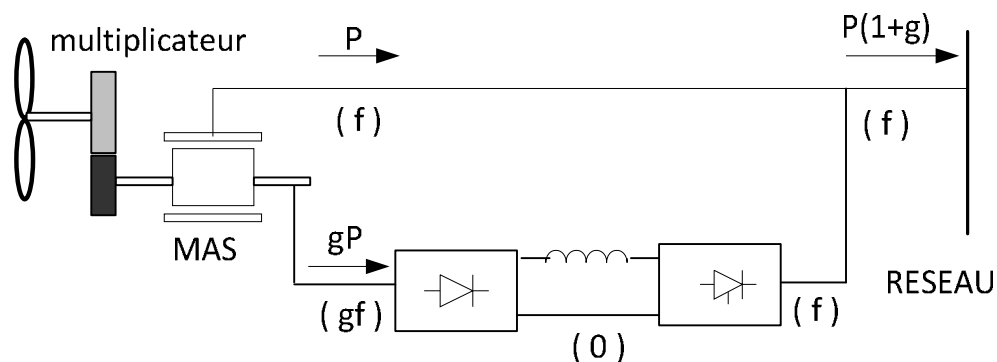 multiplicateur
P
P(1+g)
( f )
( f )
MAS
gP
( gf )
( 0 )
( f )
RESEAU